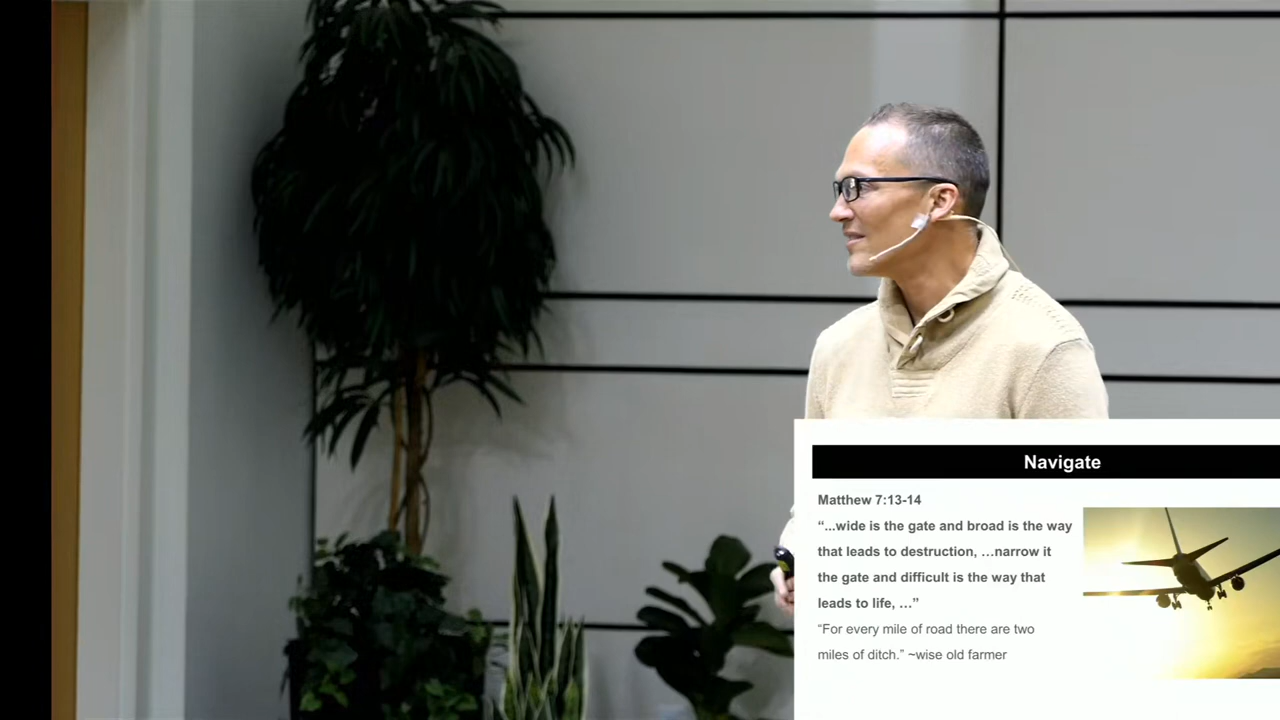 Navigate
Matthew 7:13-14
“...wide is the gate and broad is the way
that leads to destruction, …narrow it
the gate and difficult is the way that
leads to life, …”
“For every mile of road there are two
miles of ditch.” ~wise old farmer